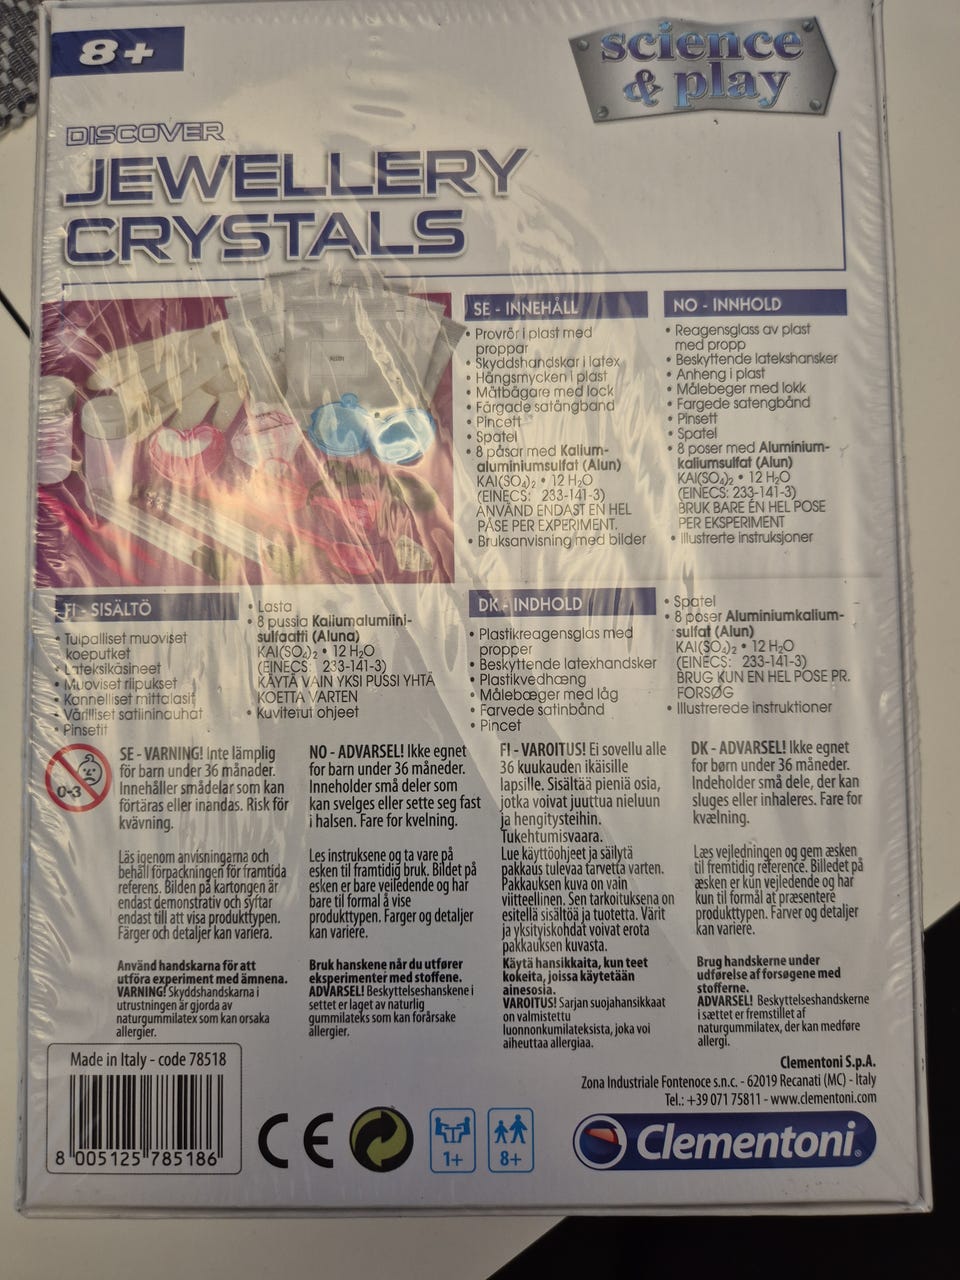 8+
science
& play
DISCOVER
JEWELLERY
CRYSTALS
SE - INNEHÅLL
• Provrör i plast med
proppar
• Skyddshandskar i latex
• Hängsmycken i plast
• Mätbägare med lock
• Färgade satängband
• Pincett
• Spatel
• 8 påsar med Kalium-
aluminiumsulfat (Alun)
KAl(SO₄)₂ • 12 H₂O
(EINECS: 233-141-3)
ANVÄND ENDAST EN HEL
PÅSE PER EXPERIMENT.
• Bruksanvisning med bilder
NO - INNHOLD
• Reagensglass av plast
med propp
• Beskyttende latekshansker
• Anheng i plast
• Målebeger med lokk
• Fargede satengbånd
• Pinsett
• Spatel
• 8 poser med Aluminium-
kaliumsulfat (Alun)
KAl(SO₄)₂ • 12 H₂O
(EINECS: 233-141-3)
BRUK BARE ÉN HEL POSE
PER EKSPERIMENT
• Illustrerte instruksjoner
FI - SISÄLTÖ
• Tulpalliset muoviset
koeputket
• Lateksikäsineet
• Muoviset riipukset
• Kannelliset mittalasit
• Värilliset satiininauhat
• Pinsetit
• Lasta
• 8 pussia Kaliumalumiini-
sulfaatti (Aluna)
KAl(SO₄)₂ • 12 H₂O
(EINECS: 233-141-3)
KÄYTÄ VAIN YKSI PUSSI YHTÄ
KOETTA VARTEN
• Kuvitetut ohjeet
DK - INDHOLD
• Plastikreagensglas med
propper
• Beskyttende latexhandsker
• Plastikvedhæng
• Målebæger med låg
• Farvede satinbånd
• Pincet
• Spatel
• 8 poser Aluminiumkalium-
sulfat (Alun)
KAl(SO₄)₂ • 12 H₂O
(EINECS: 233-141-3)
BRUG KUN EN HEL POSE PR.
FORSØG
• Illustrerede instruktioner
0-3
SE - VARNING! Inte lämplig
för barn under 36 månader.
Innehåller smådelar som kan
förtäras eller inandas. Risk för
kvävning.
Läs igenom anvisningarna och
behåll förpackningen för framtida
referens. Bilden på kartongen är
endast demonstrativ och syftar
endast till att visa produkttypen.
Färger och detaljer kan variera.
Använd handskarna för att
utföra experiment med ämnena.
VARNING! Skyddshandskarna i
utrustningen är gjorda av
naturgummilatex som kan orsaka
allergier.
NO - ADVARSEL! Ikke egnet
for barn under 36 måneder.
Inneholder små deler som
kan svelges eller sette seg fast
i halsen. Fare for kvelning.
Les instruksene og ta vare på
esken til fremtidig bruk. Bildet på
esken er bare veiledende og har
bare til formal å vise
produkttypen. Farger og detaljer
kan variere.
Bruk hanskene når du utfører
eksperimenter med stoffene.
ADVARSEL! Beskyttelseshanskene i
settet er laget av naturlig
gummilateks som kan forårsake
allergier.
FI - VAROITUS! Ei sovellu alle
36 kuukauden ikäisille
lapsille. Sisältää pieniä osia,
jotka voivat juuttua nieluun
ja hengitysteihin.
Tukehtumisvaara.
Lue käyttöohjeet ja säilytä
pakkaus tulevaa tarvetta varten.
Pakkauksen kuva on vain
viitteellinen. Sen tarkoituksena on
esitellä sisältöä ja tuotetta. Värit
ja yksityiskohdat voivat erota
pakkauksen kuvasta.
Käytä hansikkaita, kun teet
kokeita, joissa käytetään
ainesosia.
VAROITUS! Sarjan suojahansikkaat
on valmistettu
luonnonkumilateksista, joka voi
aiheuttaa allergiaa.
DK - ADVARSEL! Ikke egnet
for børn under 36 måneder.
Indeholder små dele, der kan
sluges eller inhaleres. Fare for
kvælning.
Læs vejledningen og gem æsken
til fremtidig reference. Billedet på
æsken er kun vejledende og har
kun til formål at præsentere
produkttypen. Farver og detaljer
kan variere.
Brug handskerne under
udførelse af forsøgene med
stofferne.
ADVARSEL! Beskyttelseshandskerne
i sættet er fremstillet af
naturgummilatex, der kan medføre
allergi.
Made in Italy - code 78518
8 005125 785186
CE
1+
8+
Clementoni S.p.A.
Zona Industriale Fontenoce s.n.c. - 62019 Recanati (MC) - Italy
Tel.: +39 071 75811 - www.clementoni.com
Clementoni®